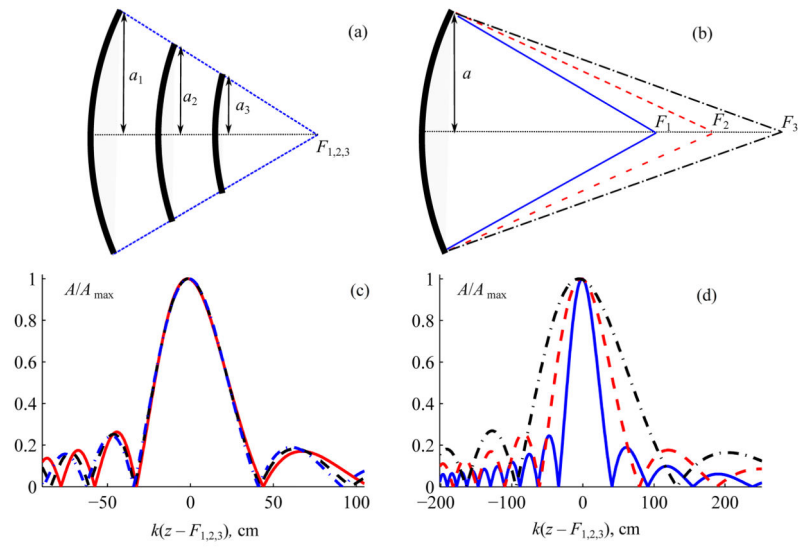 (a)
a₁
a₂
a₃
F₁,₂,₃
(b)
a
F₁
F₂
F₃
1
A/A max
(c)
0.8
0.6
0.4
0.2
0
−50
0
50
100
k(z – F₁,₂,₃), cm
1
A/A max
(d)
0.8
0.6
0.4
0.2
0
−200
−100
0
100
200
k(z – F₁,₂,₃), cm